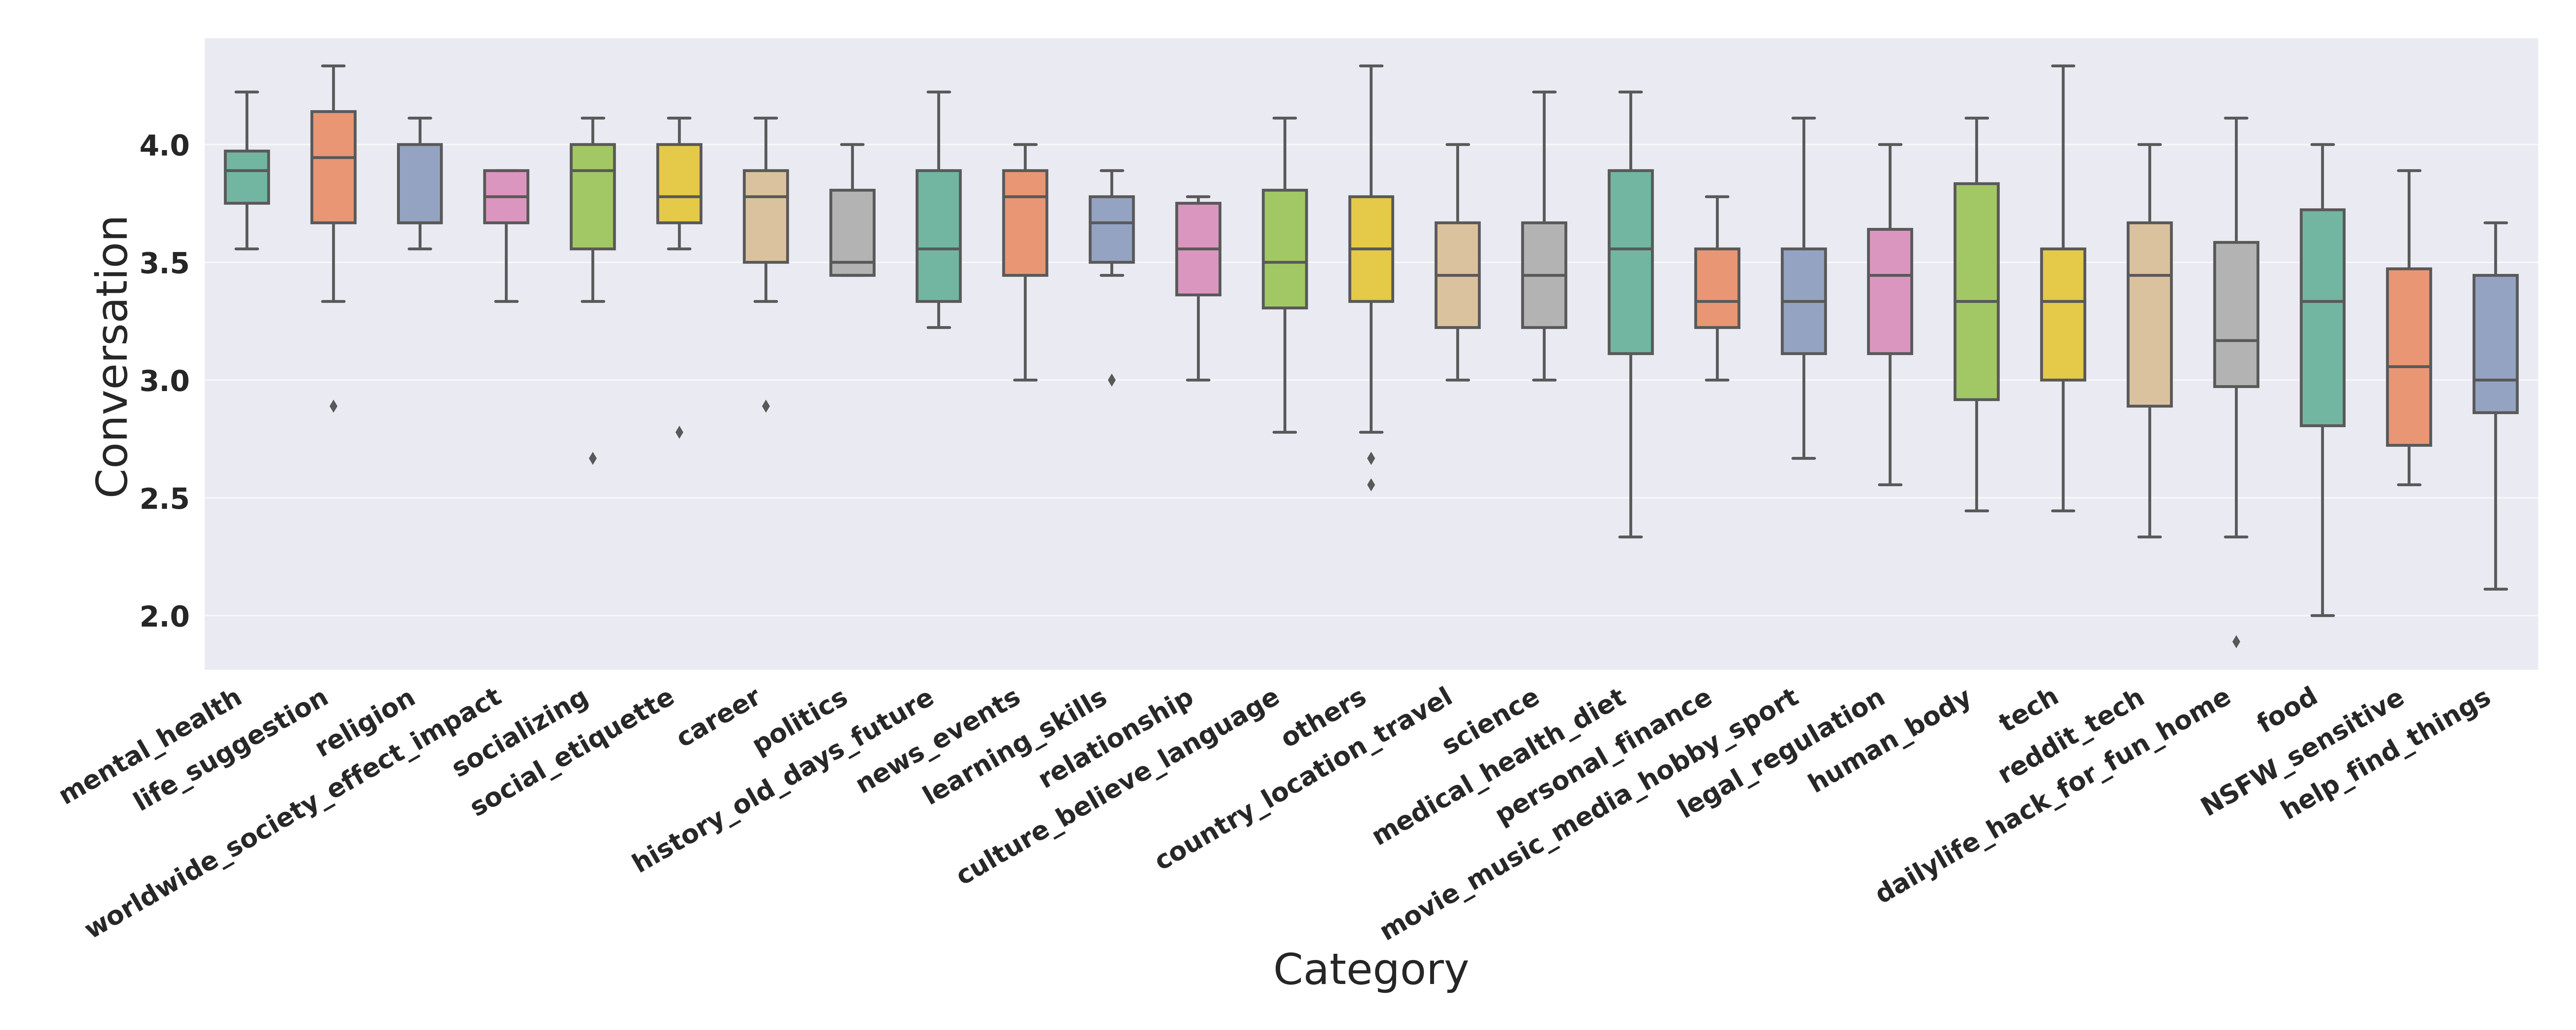 Conversation
4.0
3.5
3.0
2.5
2.0
mental_health
life_suggestion
religion
worldwide_society_effect_impact
socializing
social_etiquette
career
politics
history_old_days_future
news_events
learning_skills
relationship
culture_believe_language
others
country_location_travel
science
medical_health_diet
personal_finance
movie_music_media_hobby_sport
legal_regulation
human_body
tech
reddit_tech
dailylife_hack_for_fun_home
food
NSFW_sensitive
help_find_things
Category